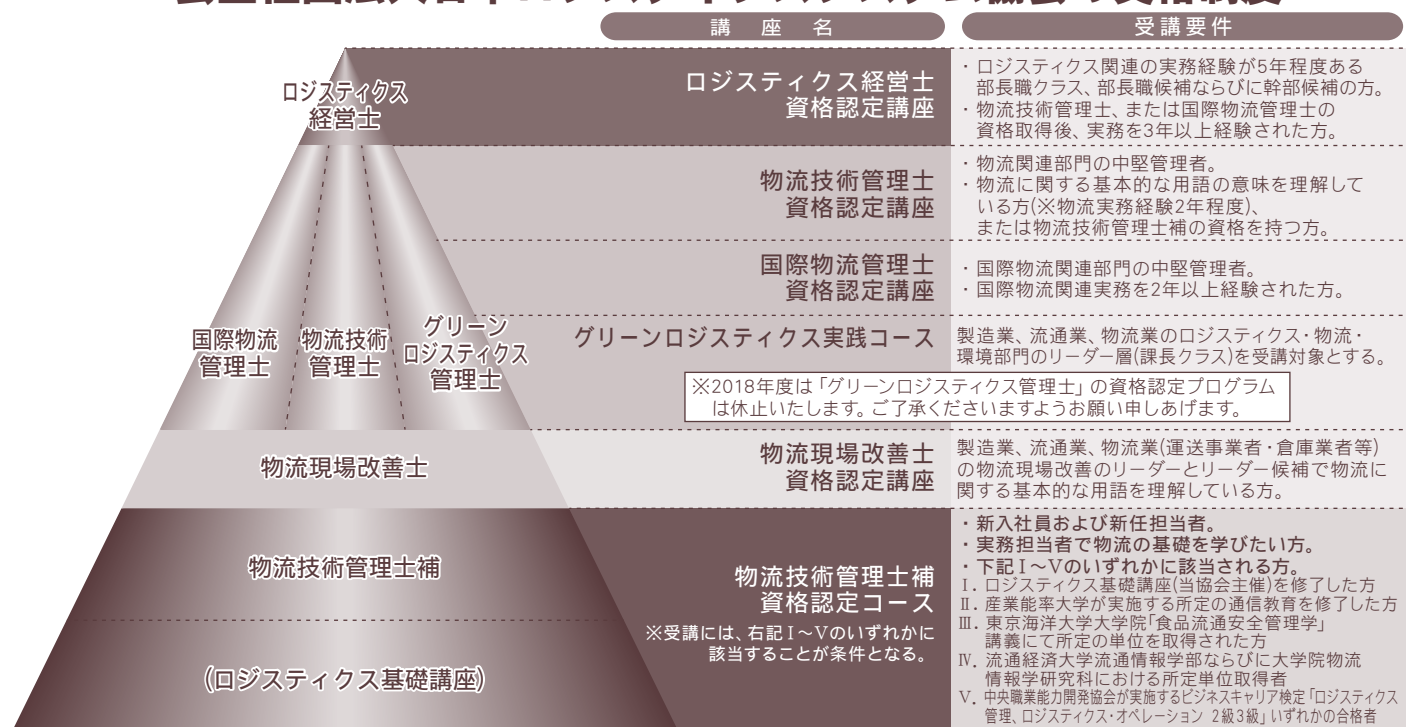 講座名
受講要件
ロジスティクス
経営士
ロジスティクス経営士
資格認定講座
・ロジスティクス関連の実務経験が5年程度ある
部長職クラス、部長職候補ならびに幹部候補の方。
・物流技術管理士、または国際物流管理士の
資格取得後、実務を3年以上経験された方。
物流技術管理士
資格認定講座
・物流関連部門の中堅管理者。
・物流に関する基本的な用語の意味を理解して
いる方(※物流実務経験2年程度)、
または物流技術管理士補の資格を持つ方。
国際物流管理士
資格認定講座
・国際物流関連部門の中堅管理者。
・国際物流関連実務を2年以上経験された方。
国際物流
管理士
物流技術
管理士
グリーン
ロジスティクス
管理士
グリーンロジスティクス実践コース
製造業、流通業、物流業のロジスティクス・物流・
環境部門のリーダー層(課長クラス)を受講対象とする。
※2018年度は「グリーンロジスティクス管理士」の資格認定プログラム
は休止いたします。ご了承くださいますようお願い申しあげます。
物流現場改善士
物流現場改善士
資格認定講座
製造業、流通業、物流業(運送事業者・倉庫業者等)
の物流現場改善のリーダーとリーダー候補で物流に
関する基本的な用語を理解している方。
物流技術管理士補
(ロジスティクス基礎講座)
物流技術管理士補
資格認定コース
※受講には、右記Ⅰ～Ⅴのいずれかに
該当することが条件となる。
・新入社員および新任担当者。
・実務担当者で物流の基礎を学びたい方。
・下記Ⅰ～Ⅴのいずれかに該当される方。
Ⅰ. ロジスティクス基礎講座(当協会主催)を修了した方
Ⅱ. 産業能率大学が実施する所定の通信教育を修了した方
Ⅲ. 東京海洋大学大学院「食品流通安全管理学」
講義にて所定の単位を取得された方
Ⅳ. 流通経済大学流通情報学部ならびに大学院物流
情報学研究科における所定単位取得者
Ⅴ. 中央職業能力開発協会が実施するビジネスキャリア検定「ロジスティクス
管理、ロジスティクス・オペレーション 2級3級」いずれかの合格者